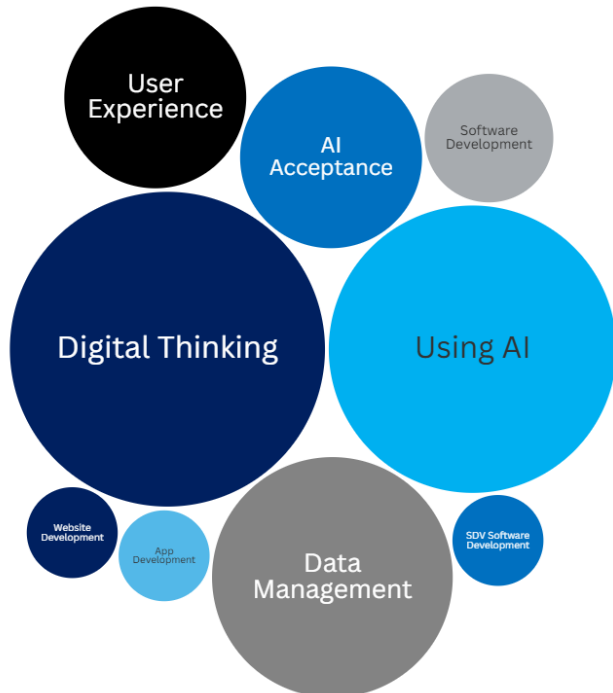 User
Experience
AI
Acceptance
Software
Development
Digital Thinking
Using AI
Website
Development
App
Development
Data
Management
SDV Software
Development